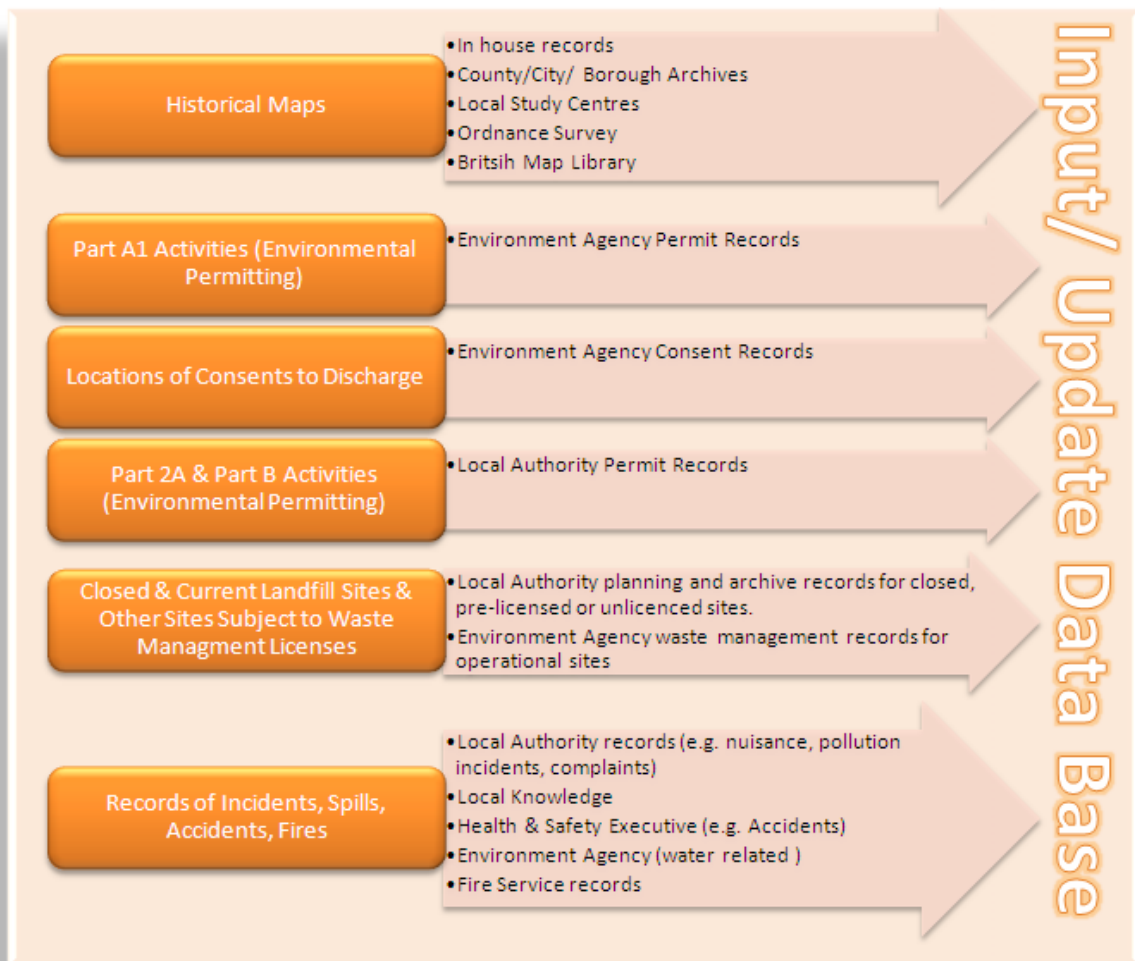 Historical Maps
•In house records
•County/City/ Borough Archives
•Local Study Centres
•Ordnance Survey
•Britsih Map Library
Part A1 Activities (Environmental
Permitting)
•Environment Agency Permit Records
Locations of Consents to Discharge
•Environment Agency Consent Records
Part 2A & Part B Activities
(Environmental Permitting)
•Local Authority Permit Records
Closed & Current Landfill Sites &
Other Sites Subject to Waste
Managment Licenses
•Local Authority planning and archive records for closed,
pre-licensed or unlicenced sites.
•Environment Agency waste management records for
operational sites
Records of Incidents, Spills,
Accidents, Fires
•Local Authority records (e.g. nuisance, pollution
incidents, complaints)
•Local Knowledge
•Health & Safety Executive (e.g. Accidents)
•Environment Agency (water related )
•Fire Service records
Input/ Update Data Base